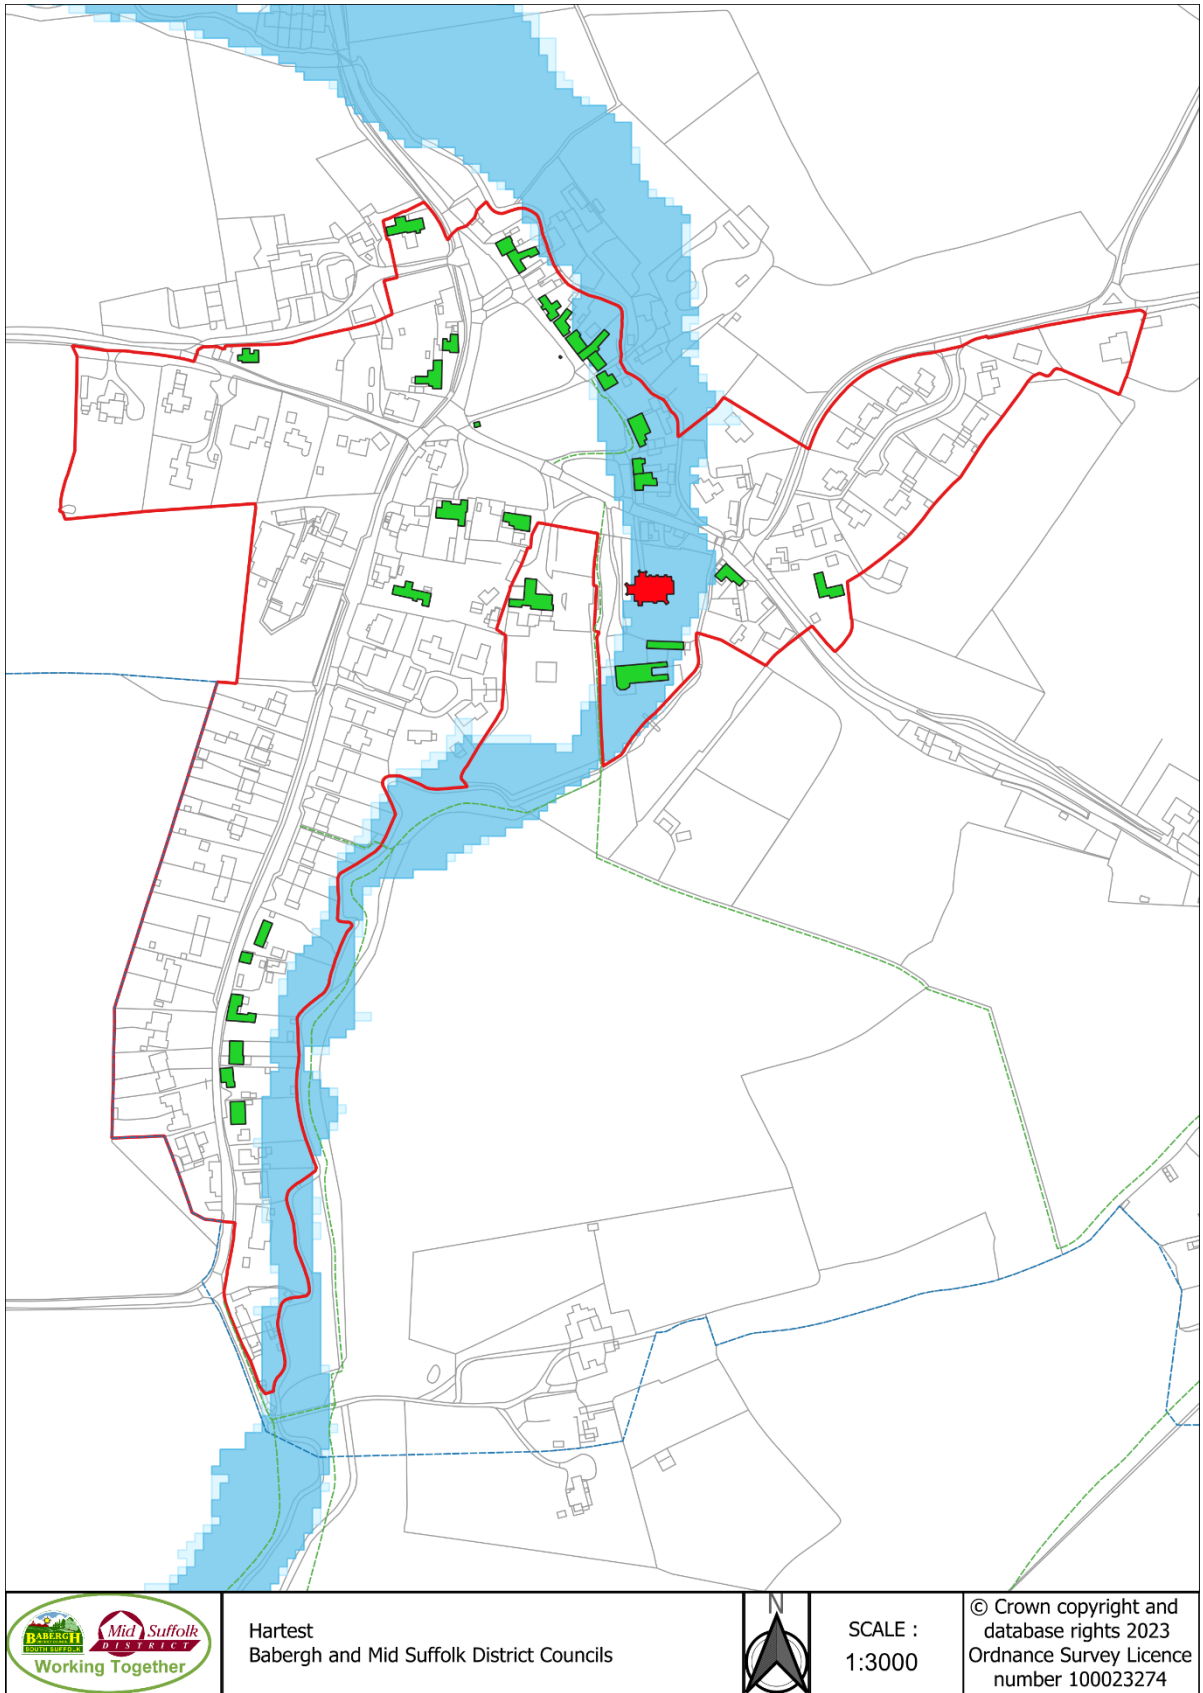 BABERGH
SOUTH SUFFOLK
Mid Suffolk
DISTRICT
Working Together
Hartest
Babergh and Mid Suffolk District Councils
N
SCALE :
1:3000
© Crown copyright and
database rights 2023
Ordnance Survey Licence
number 100023274